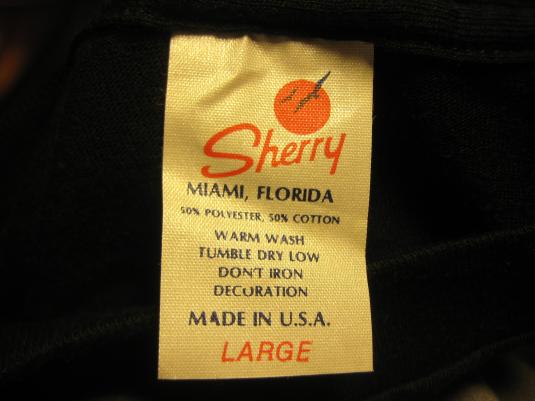 Sherry
MIAMI, FLORIDA
50% POLYESTER, 50% COTTON
WARM WASH
TUMBLE DRY LOW
DON'T IRON
DECORATION
MADE IN U.S.A.
LARGE